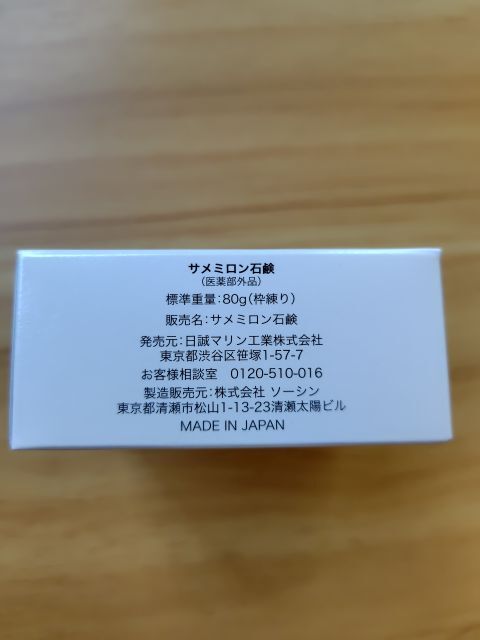 サメミロン石鹸
（医薬部外品）
標準重量：80g（枠練り）
販売名：サメミロン石鹸
発売元：日誠マリン工業株式会社
東京都渋谷区笹塚1-57-7
お客様相談室　0120-510-016
製造販売元：株式会社 ソーシン
東京都清瀬市松山1-13-23清瀬太陽ビル
MADE IN JAPAN